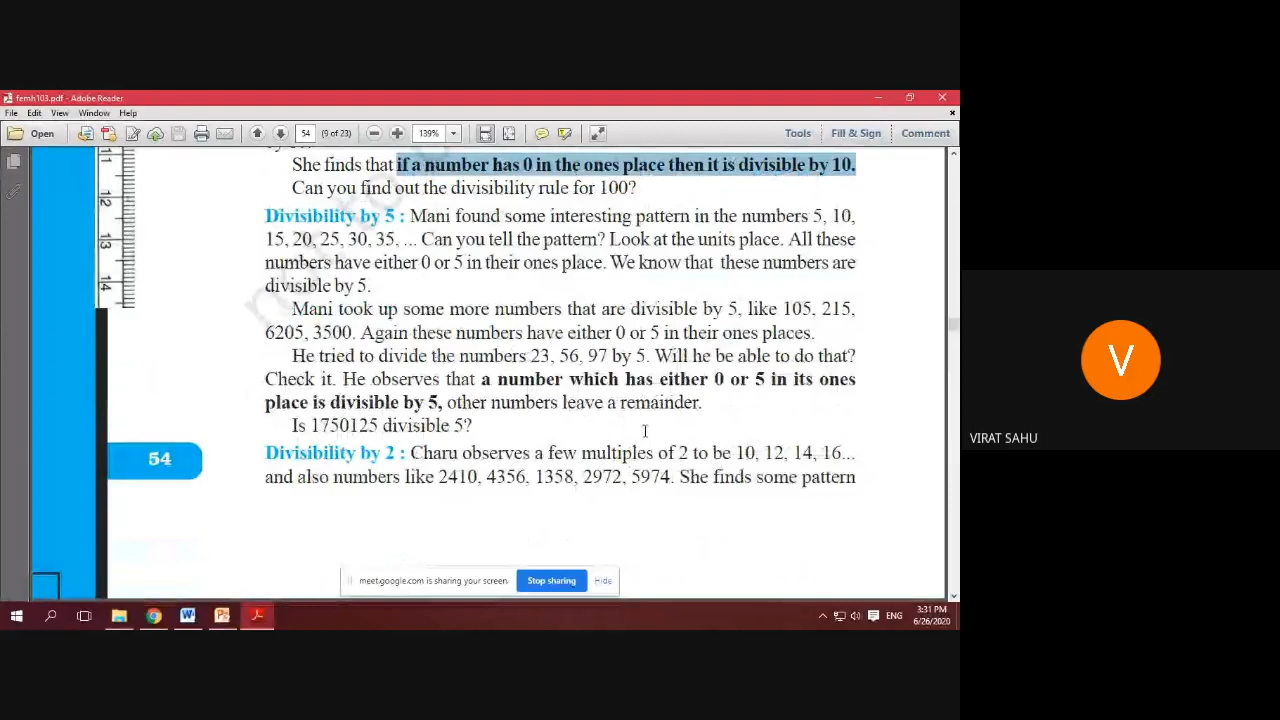 femh103.pdf - Adobe Reader
File Edit View Window Help
Open 54 (9 of 23) 139% Tools Fill & Sign Comment
She finds that if a number has 0 in the ones place then it is divisible by 10.
Can you find out the divisibility rule for 100?
Divisibility by 5 : Mani found some interesting pattern in the numbers 5, 10,
15, 20, 25, 30, 35, ... Can you tell the pattern? Look at the units place. All these
numbers have either 0 or 5 in their ones place. We know that these numbers are
divisible by 5.
Mani took up some more numbers that are divisible by 5, like 105, 215,
6205, 3500. Again these numbers have either 0 or 5 in their ones places.
He tried to divide the numbers 23, 56, 97 by 5. Will he be able to do that?
Check it. He observes that a number which has either 0 or 5 in its ones
place is divisible by 5, other numbers leave a remainder.
Is 1750125 divisible 5?
Divisibility by 2 : Charu observes a few multiples of 2 to be 10, 12, 14, 16...
and also numbers like 2410, 4356, 1358, 2972, 5974. She finds some pattern
11
12
13
14
54
meet.google.com is sharing your screen. Stop sharing Hide
ENG
3:31 PM
6/26/2020
V
VIRAT SAHU